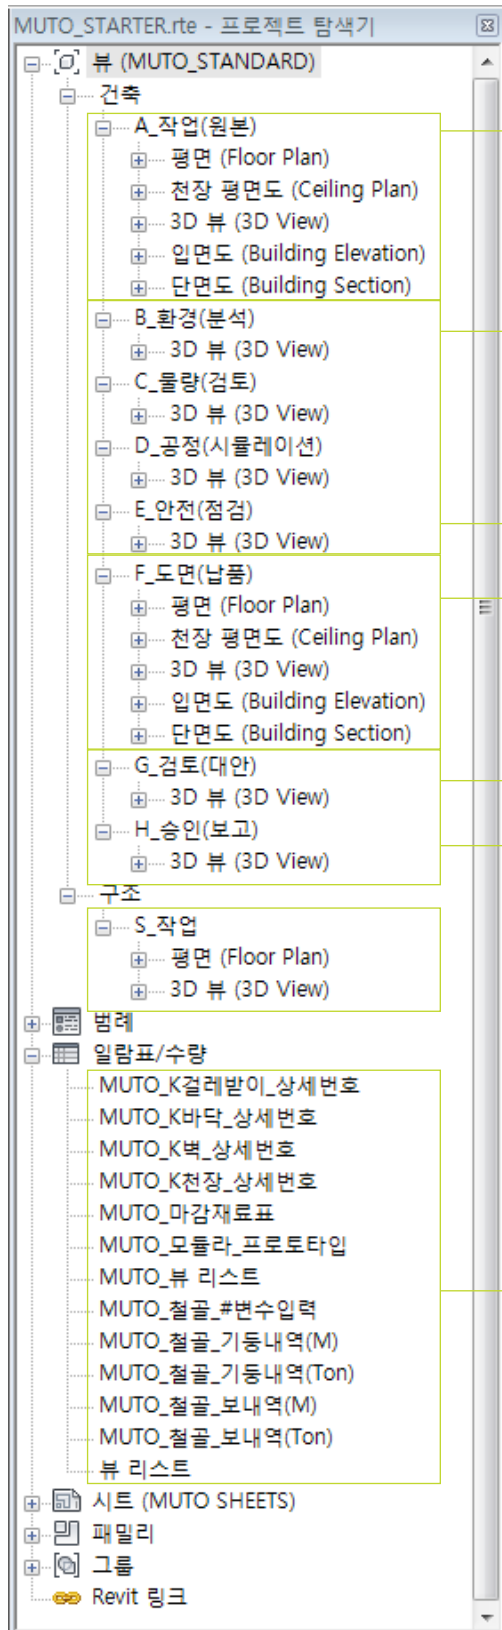 MUTO_STARTER.rte - 프로젝트 탐색기
뷰 (MUTO_STANDARD)
건축
A_작업(원본)
평면 (Floor Plan)
천장 평면도 (Ceiling Plan)
3D 뷰 (3D View)
입면도 (Building Elevation)
단면도 (Building Section)
B_환경(분석)
3D 뷰 (3D View)
C_물량(검토)
3D 뷰 (3D View)
D_공정(시뮬레이션)
3D 뷰 (3D View)
E_안전(점검)
3D 뷰 (3D View)
F_도면(납품)
평면 (Floor Plan)
천장 평면도 (Ceiling Plan)
3D 뷰 (3D View)
입면도 (Building Elevation)
단면도 (Building Section)
G_검토(대안)
3D 뷰 (3D View)
H_승인(보고)
3D 뷰 (3D View)
구조
S_작업
평면 (Floor Plan)
3D 뷰 (3D View)
범례
일람표/수량
MUTO_K걸레받이_상세번호
MUTO_K바닥_상세번호
MUTO_K벽_상세번호
MUTO_K천장_상세번호
MUTO_마감재료표
MUTO_모듈라_프로토타입
MUTO_뷰 리스트
MUTO_철골_#변수입력
MUTO_철골_기둥내역(M)
MUTO_철골_기둥내역(Ton)
MUTO_철골_보내역(M)
MUTO_철골_보내역(Ton)
뷰 리스트
시트 (MUTO SHEETS)
패밀리
그룹
Revit 링크